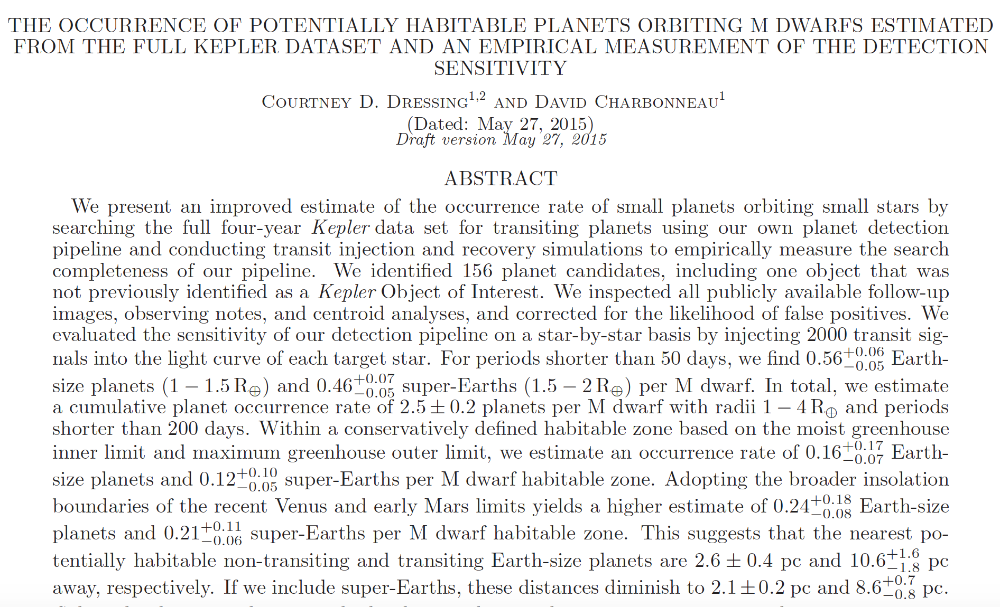 THE OCCURRENCE OF POTENTIALLY HABITABLE PLANETS ORBITING M DWARFS ESTIMATED
FROM THE FULL KEPLER DATASET AND AN EMPIRICAL MEASUREMENT OF THE DETECTION
SENSITIVITY
COURTNEY D. DRESSING^{1,2} AND DAVID CHARBONNEAU^1
(Dated: May 27, 2015)
Draft version May 27, 2015
ABSTRACT
We present an improved estimate of the occurrence rate of small planets orbiting small stars by
searching the full four-year Kepler data set for transiting planets using our own planet detection
pipeline and conducting transit injection and recovery simulations to empirically measure the search
completeness of our pipeline. We identified 156 planet candidates, including one object that was
not previously identified as a Kepler Object of Interest. We inspected all publicly available follow-up
images, observing notes, and centroid analyses, and corrected for the likelihood of false positives. We
evaluated the sensitivity of our detection pipeline on a star-by-star basis by injecting 2000 transit sig-
nals into the light curve of each target star. For periods shorter than 50 days, we find 0.56^{+0.06}_{−0.05} Earth-
size planets (1 − 1.5 R_⊕) and 0.46^{+0.07}_{−0.05} super-Earths (1.5 − 2 R_⊕) per M dwarf. In total, we estimate
a cumulative planet occurrence rate of 2.5 ± 0.2 planets per M dwarf with radii 1 − 4 R_⊕ and periods
shorter than 200 days. Within a conservatively defined habitable zone based on the moist greenhouse
inner limit and maximum greenhouse outer limit, we estimate an occurrence rate of 0.16^{+0.17}_{−0.07} Earth-
size planets and 0.12^{+0.10}_{−0.05} super-Earths per M dwarf habitable zone. Adopting the broader insolation
boundaries of the recent Venus and early Mars limits yields a higher estimate of 0.24^{+0.18}_{−0.08} Earth-size
planets and 0.21^{+0.11}_{−0.06} super-Earths per M dwarf habitable zone. This suggests that the nearest po-
tentially habitable non-transiting and transiting Earth-size planets are 2.6 ± 0.4 pc and 10.6^{+1.6}_{−1.8} pc
away, respectively. If we include super-Earths, these distances diminish to 2.1 ± 0.2 pc and 8.6^{+0.7}_{−0.8} pc.